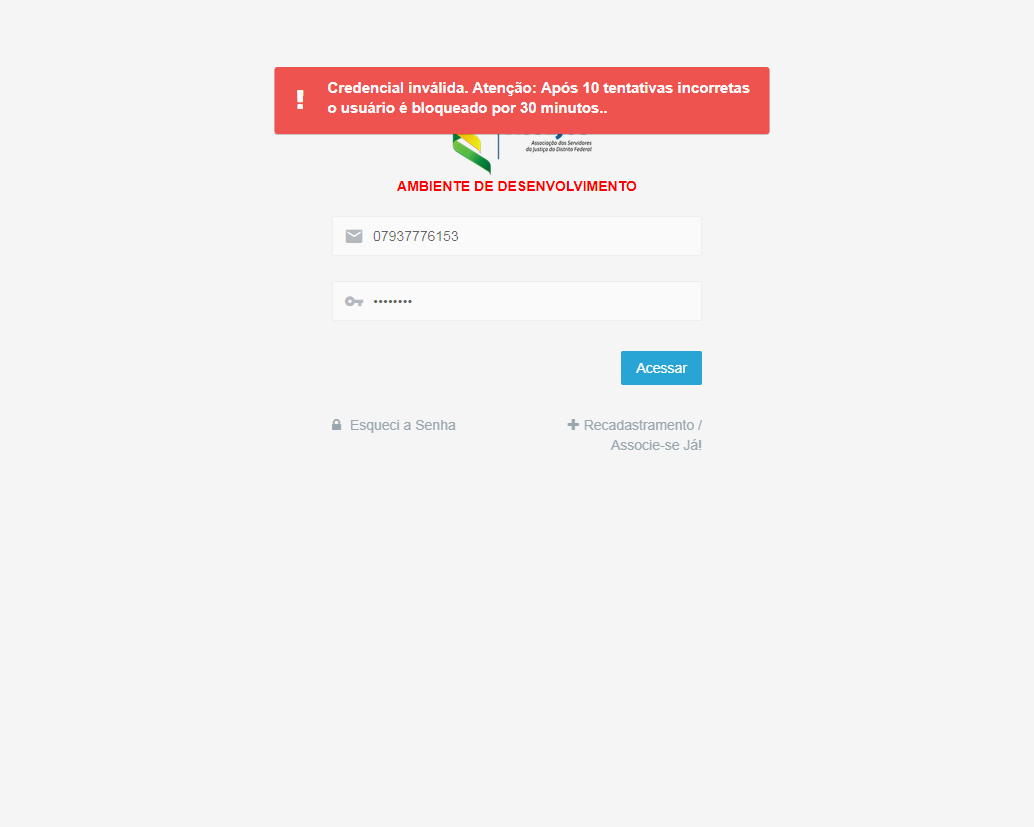 Credencial inválida. Atenção: Após 10 tentativas incorretas
o usuário é bloqueado por 30 minutos..
Associação dos Servidores
da Justiça do Distrito Federal
AMBIENTE DE DESENVOLVIMENTO
07937776153
••••••••
Acessar
Esqueci a Senha
Recadastramento /
Associe-se Já!